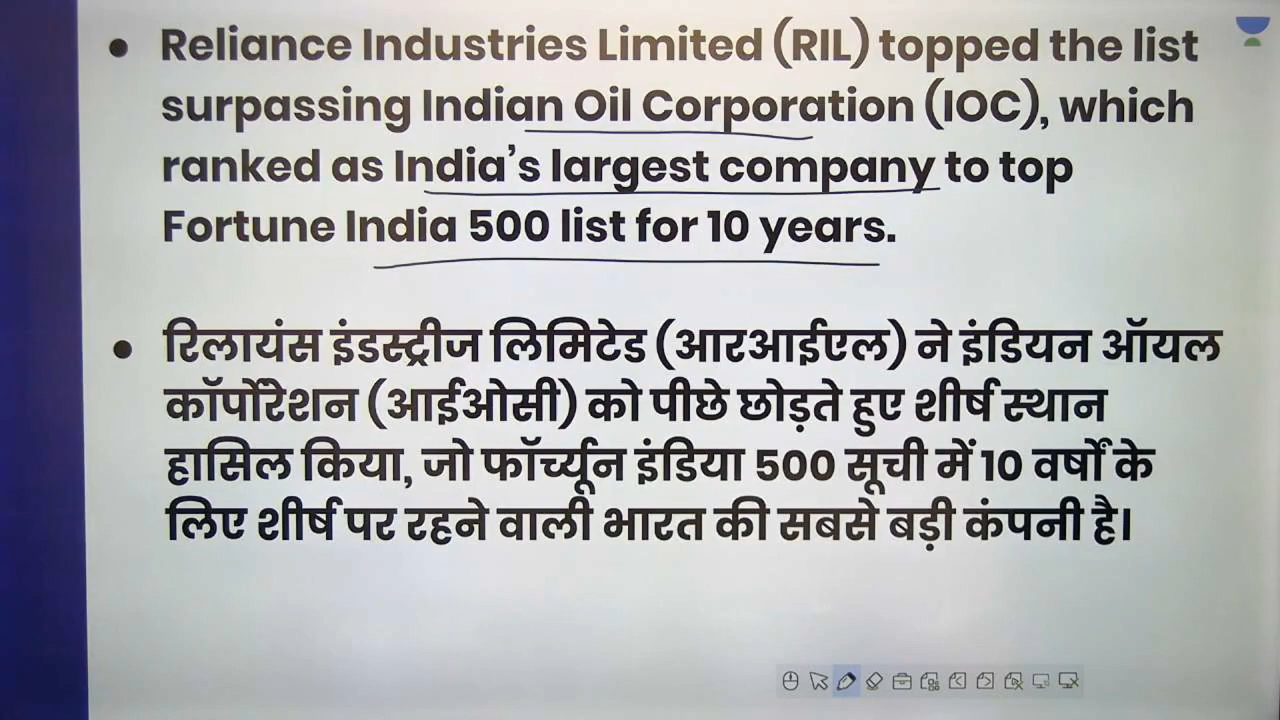 Reliance Industries Limited (RIL) topped the list
surpassing Indian Oil Corporation (IOC), which
ranked as India's largest company to top
Fortune India 500 list for 10 years.
रिलायंस इंडस्ट्रीज लिमिटेड (आरआईएल) ने इंडियन ऑयल
कॉर्पोरेशन (आईओसी) को पीछे छोड़ते हुए शीर्ष स्थान
हासिल किया, जो फॉर्च्यून इंडिया 500 सूची में 10 वर्षों के
लिए शीर्ष पर रहने वाली भारत की सबसे बड़ी कंपनी है।